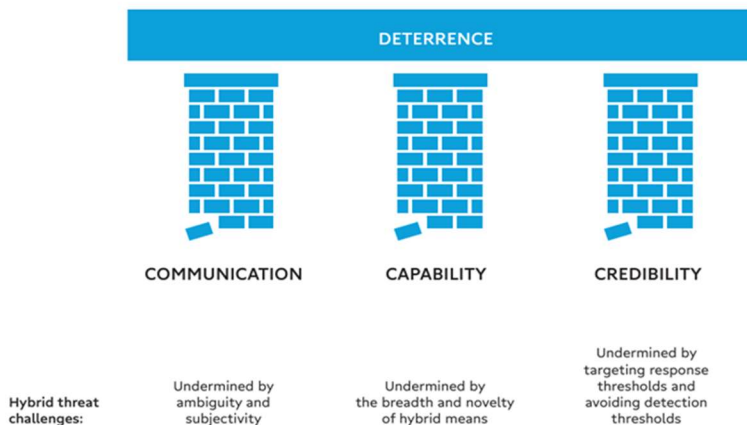 DETERRENCE
COMMUNICATION
CAPABILITY
CREDIBILITY
Hybrid threat
challenges:
Undermined by
ambiguity and
subjectivity
Undermined by
the breadth and novelty
of hybrid means
Undermined by
targeting response
thresholds and
avoiding detection
thresholds